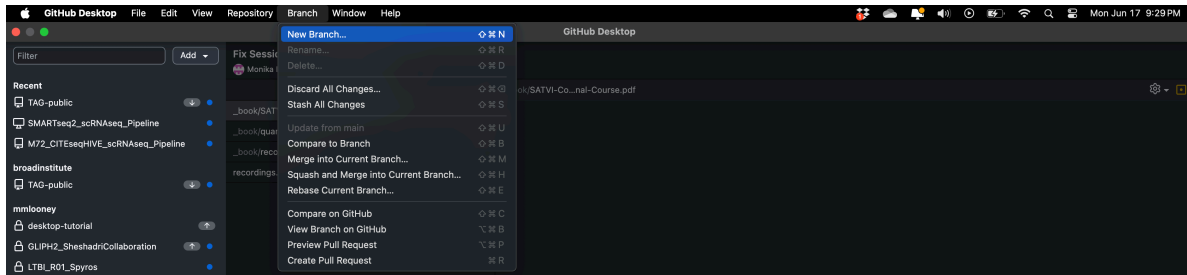 GitHub Desktop File Edit View Repository Branch Window Help Mon Jun 17 9:29 PM
GitHub Desktop
Filter
Add
Recent
TAG-public
SMARTseq2_scRNAseq_Pipeline
M72_CITEseqHIVE_scRNAseq_Pipeline
broadinstitute
TAG-public
mmlooney
desktop-tutorial
GLIPH2_SheshadriCollaboration
LTBI_R01_Spyros
Fix Sessi
Monika
_book/SAT
_book/quar
_book/reco
recordings.
New Branch... ⇧⌘N
Rename... ⇧⌘R
Delete... ⇧⌘D
Discard All Changes... ⇧⌘⌫
Stash All Changes ⇧⌘S
Update from main ⇧⌘U
Compare to Branch ⇧⌘B
Merge into Current Branch... ⇧⌘M
Squash and Merge into Current Branch... ⇧⌘H
Rebase Current Branch... ⇧⌘E
Compare on GitHub ⇧⌘C
View Branch on GitHub ⌥⌘B
Preview Pull Request ⌥⌘P
Create Pull Request ⌘R
ok/SATVI-Co...nal-Course.pdf